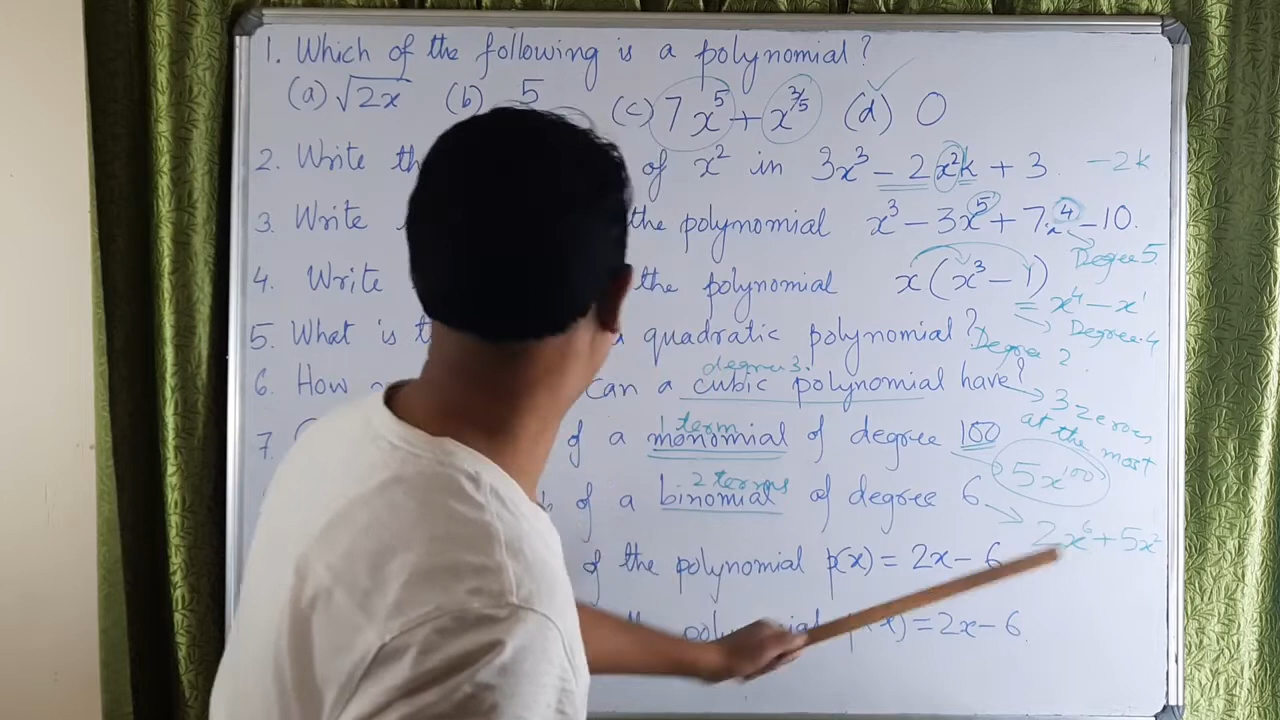 1. Which of the following is a polynomial?
(a) √2x (b) 5 (c) 7x⁵ + x^3/5 (d) 0
2. Write of x² in 3x³ - 2x²k + 3 -2k
3. Write the polynomial x³ - 3x⁵ + 7x⁴ - 10.
Degree 5.
4. Write the polynomial x(x³ - 1)
= x⁴ - x¹
Degree 4
5. What is quadratic polynomial?
Degree 2
degree 3.
6. How can a cubic polynomial have?
3 zeroes
at the most
1 term
7. of a monomial of degree 100
5x¹⁰⁰
2 terms
of a binomial of degree 6
2x⁶ + 5x²
of the polynomial p(x) = 2x - 6
= 2x - 6.